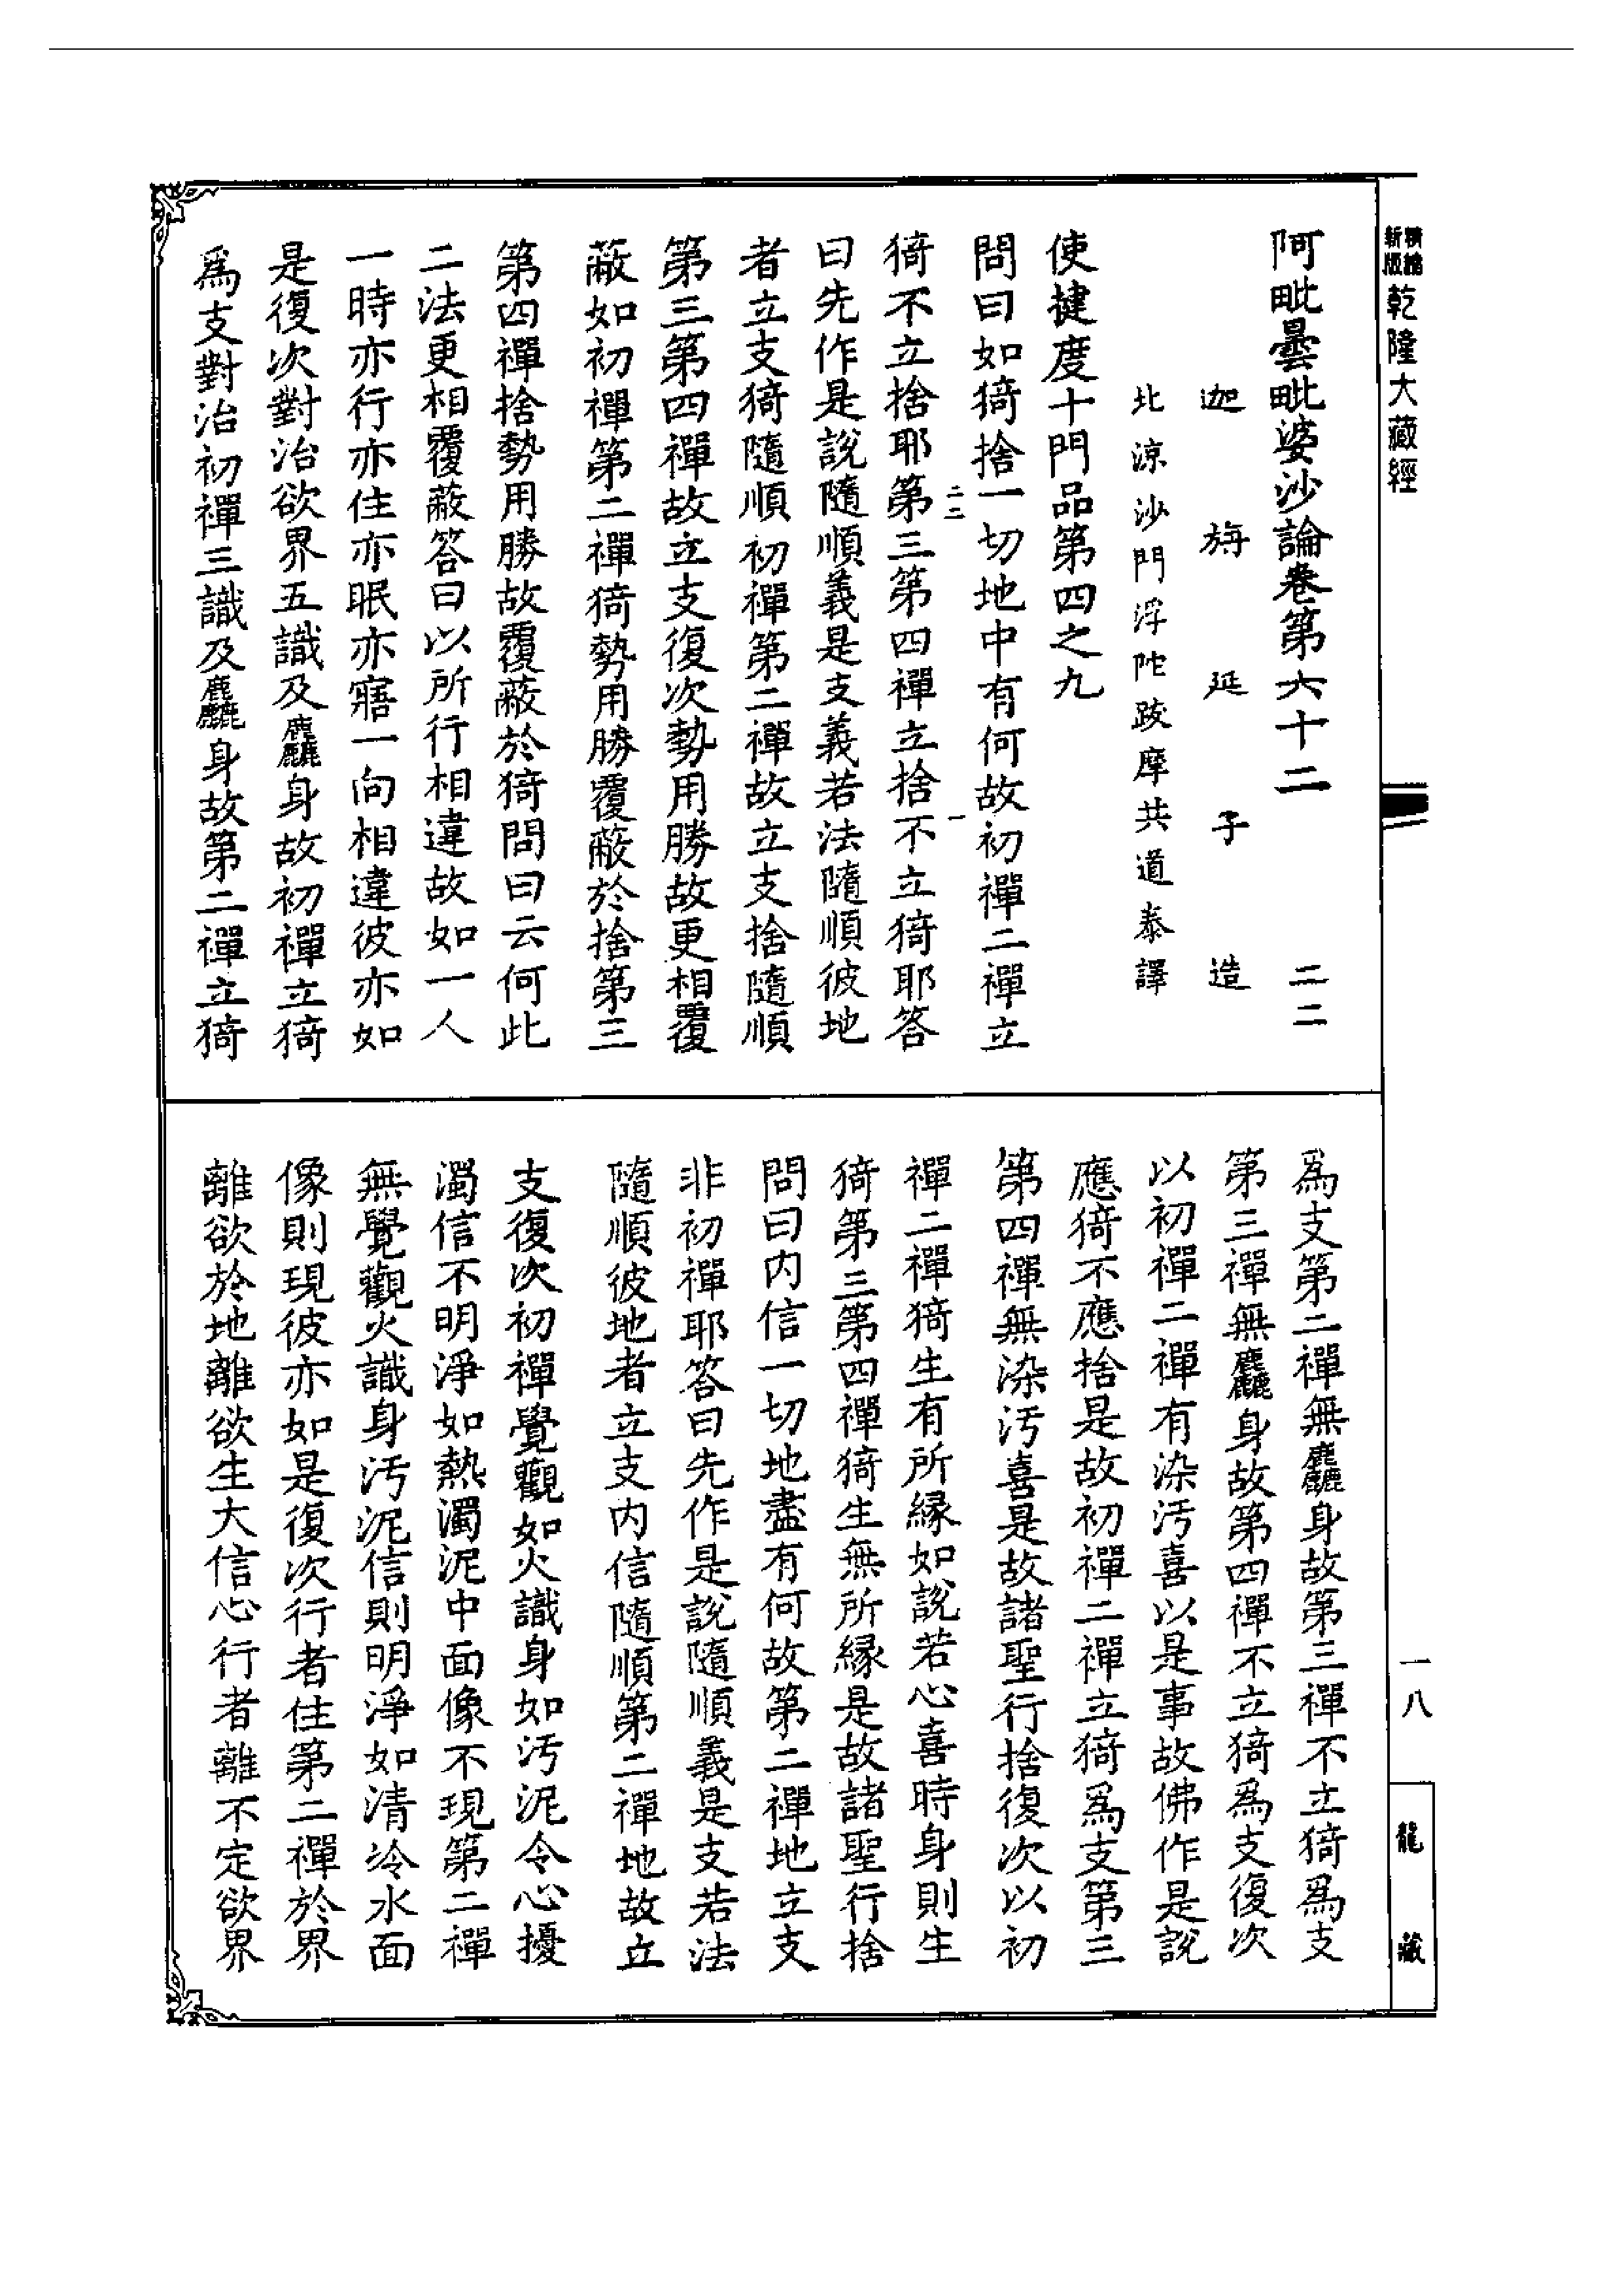 精縮
新版
乾隆大藏經
阿毗曇毗婆沙論卷第六十二　二二
迦旃延子造
北涼沙門浮陀跋摩共道泰譯
使揵度十門品第四之九
問曰如猗捨一切地中有何故初禪二禪立
二二　一
猗不立捨耶第三第四禪立捨不立猗耶答
曰先作是說隨順義是支義若法隨順彼地
者立支猗隨順初禪第二禪故立支捨隨順
第三第四禪故立支復次勢用勝故更相覆
蔽如初禪第二禪猗勢用勝覆蔽於捨第三
第四禪捨勢用勝故覆蔽於猗問曰云何此
二法更相覆蔽答曰以所行相違故如一人
一時亦行亦住亦眠亦寤一向相違彼亦如
是復次對治欲界五識及麤身故初禪立猗
為支對治初禪三識及麤身故第二禪立猗
為支第二禪無麤身故第三禪不立猗為支
第三禪無麤身故第四禪不立猗為支復次
以初禪二禪有染汚喜以是事故佛作是說
應猗不應捨是故初禪二禪立猗為支第三
第四禪無染汚喜是故諸聖行捨復次以初
禪二禪猗生有所緣如說若心喜時身則生
猗第三第四禪猗生無所緣是故諸聖行捨
問曰內信一切地盡有何故第二禪地立支
非初禪耶答曰先作是說隨順義是支若法
隨順彼地者立支內信隨順第二禪地故立
支復次初禪覺觀如火識身如汚泥令心擾
濁信不明淨如熱濁泥中面像不現第二禪
無覺觀火識身汚泥信則明淨如清冷水面
像則現彼亦如是復次行者住第二禪於界
離欲於地離欲生大信心行者離不定欲界
一八
龍藏